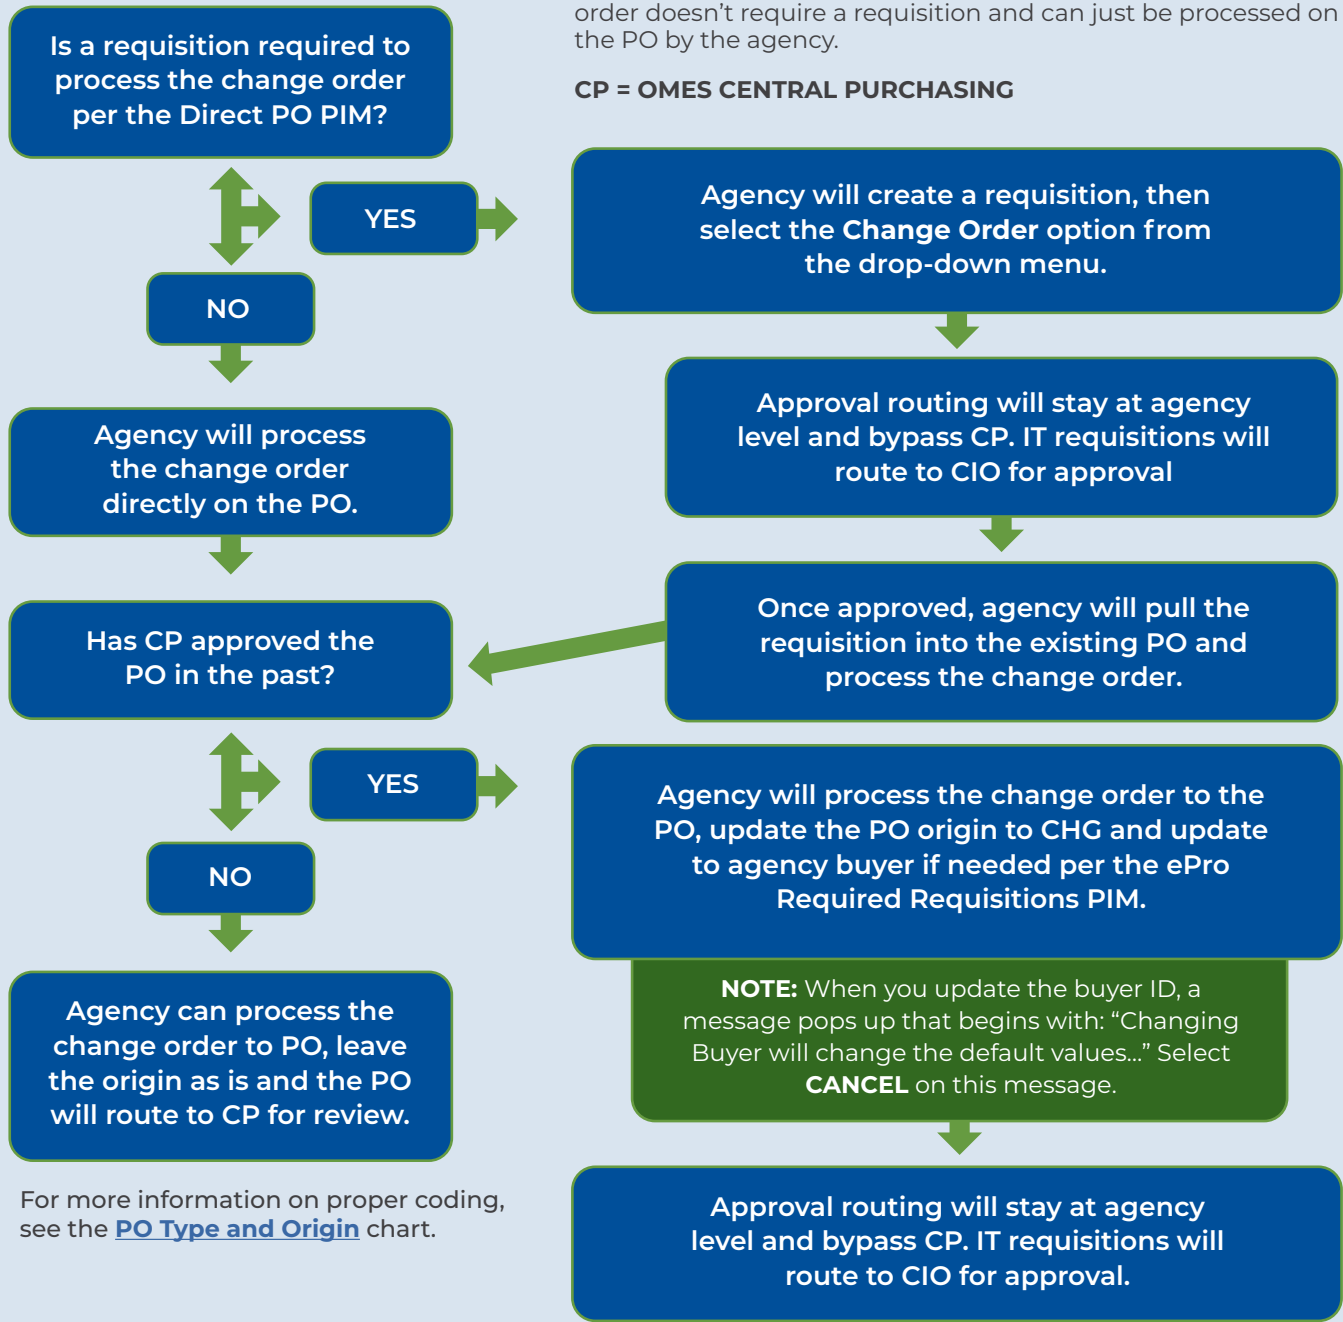 order doesn't require a requisition and can just be processed on
the PO by the agency.
CP = OMES CENTRAL PURCHASING
Is a requisition required to
process the change order
per the Direct PO PIM?
YES
Agency will create a requisition, then
select the Change Order option from
the drop-down menu.
NO
Approval routing will stay at agency
level and bypass CP. IT requisitions will
route to CIO for approval
Agency will process
the change order
directly on the PO.
Once approved, agency will pull the
requisition into the existing PO and
process the change order.
Has CP approved the
PO in the past?
YES
Agency will process the change order to the
PO, update the PO origin to CHG and update
to agency buyer if needed per the ePro
Required Requisitions PIM.
NOTE: When you update the buyer ID, a
message pops up that begins with: “Changing
Buyer will change the default values...” Select
CANCEL on this message.
NO
Agency can process the
change order to PO, leave
the origin as is and the PO
will route to CP for review.
Approval routing will stay at agency
level and bypass CP. IT requisitions will
route to CIO for approval.
For more information on proper coding,
see the PO Type and Origin chart.